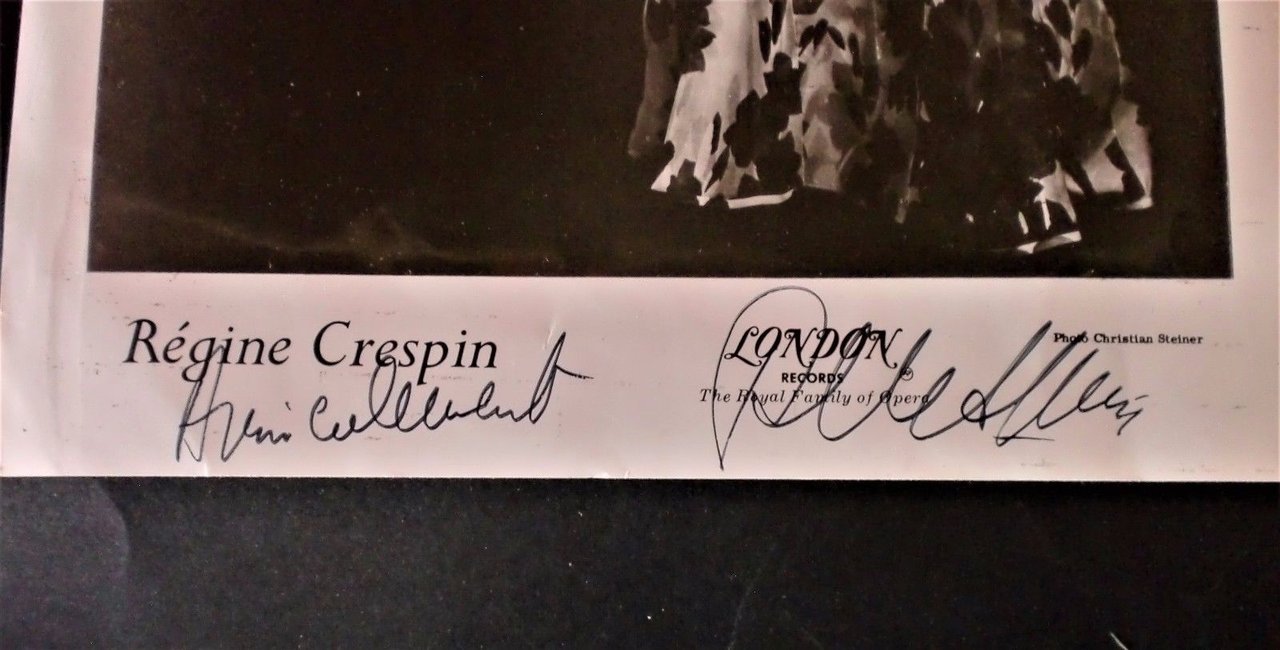 Régine Crespin
LONDON
RECORDS
The Royal Family of Opera
Photo Christian Steiner